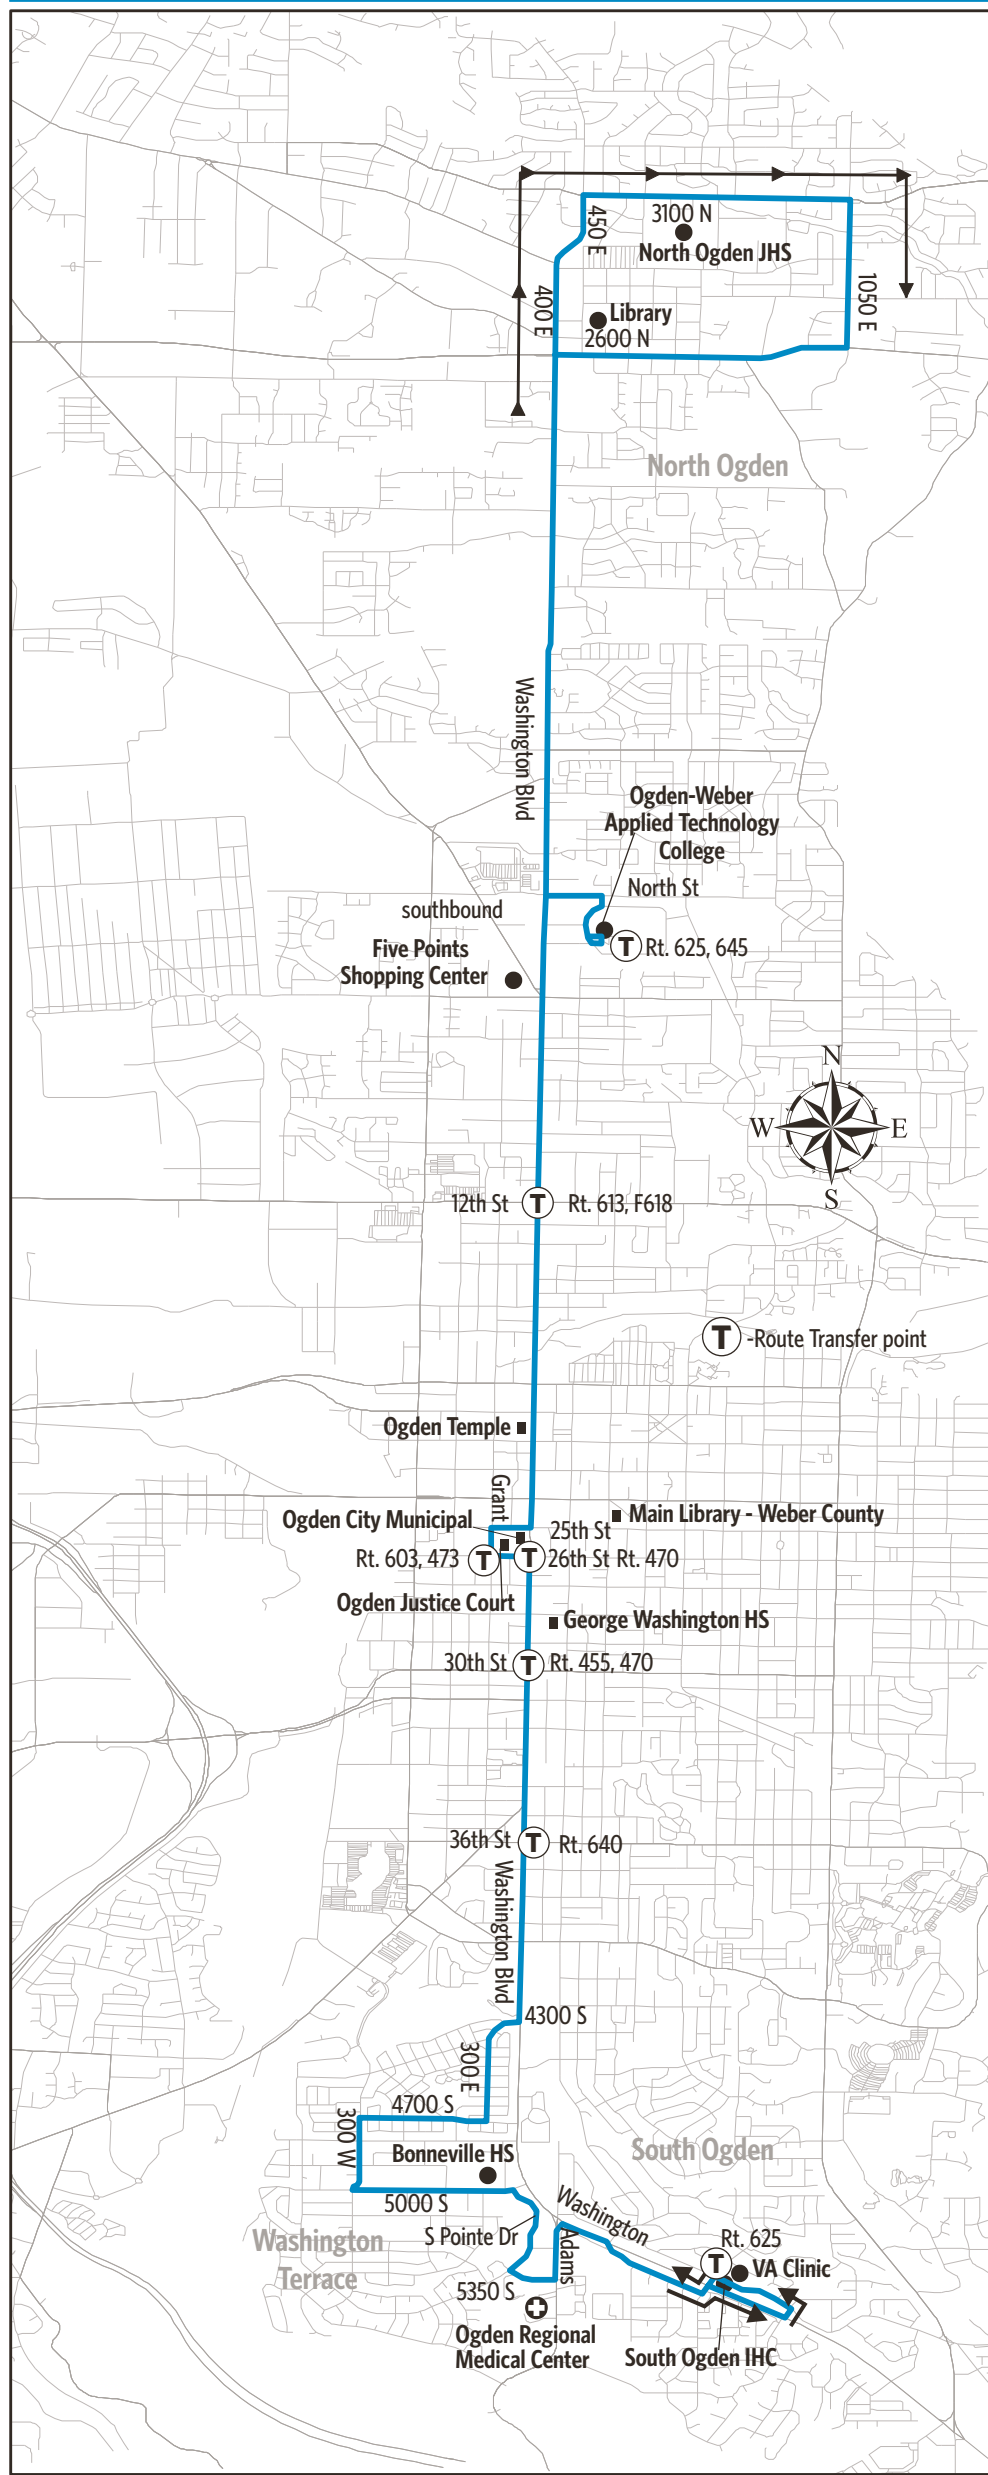 3100 N
450 E
North Ogden JHS
1050 E
400 E
Library
2600 N
North Ogden
Washington Blvd
Ogden-Weber
Applied Technology
College
North St
southbound
Rt. 625, 645
Five Points
Shopping Center
N
W
E
S
12th St
T
Rt. 613, F618
T
-Route Transfer point
Ogden Temple
Grant
Main Library - Weber County
Ogden City Municipal
25th St
Rt. 603, 473
T
T
26th St Rt. 470
Ogden Justice Court
George Washington HS
30th St
T
Rt. 455, 470
36th St
T
Rt. 640
Washington Blvd
4300 S
300 E
4700 S
300 W
Bonneville HS
South Ogden
5000 S
Washington
S Pointe Dr
Washington
Terrace
Adams
Rt. 625
T
VA Clinic
5350 S
Ogden Regional
Medical Center
South Ogden IHC
T